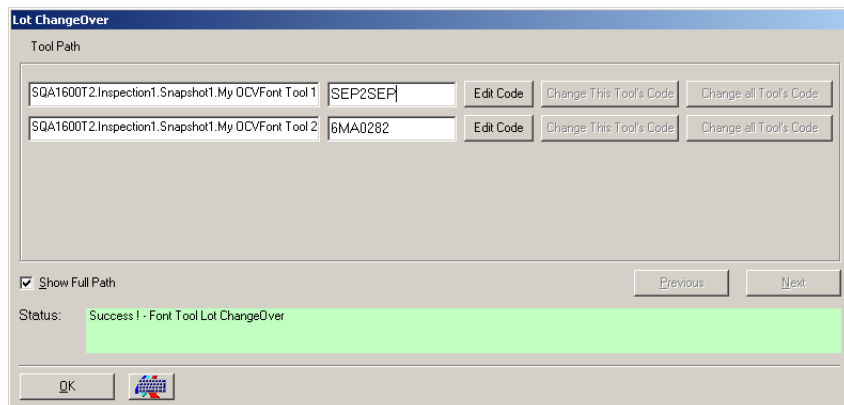 Lot ChangeOver
Tool Path
SQA1600T2.Inspection1.Snapshot1.My OCVFont Tool 1 SEP2SEP Edit Code Change This Tool's Code Change all Tool's Code
SQA1600T2.Inspection1.Snapshot1.My OCVFont Tool 2 6MA0282 Edit Code Change This Tool's Code Change all Tool's Code
Show Full Path Previous Next
Status: Success ! - Font Tool Lot ChangeOver
OK